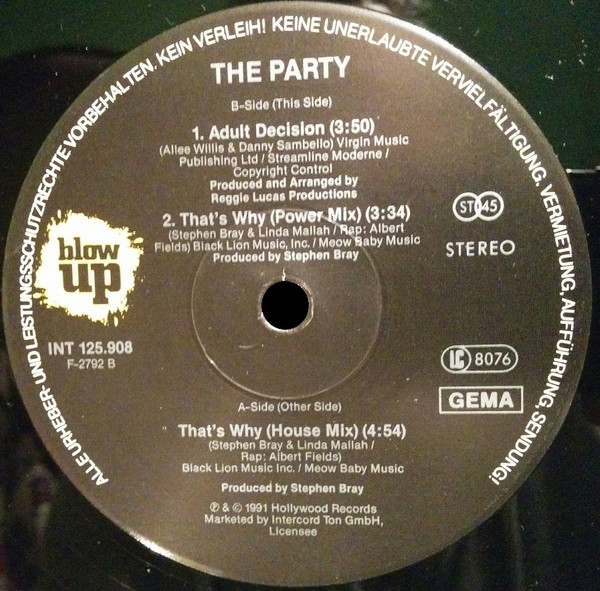 ALLE URHEBER- UND LEISTUNGSSCHUTZRECHTE VORBEHALTEN. KEIN VERLEIH! KEINE UNERLAUBTE VERVIELFÄLTIGUNG, VERMIETUNG, AUFFÜHRUNG, SENDUNG!
THE PARTY
B-Side (This Side)
1. Adult Decision (3:50)
(Allee Willis & Danny Sambello) Virgin Music
Publishing Ltd / Streamline Moderne /
Copyright Control
Produced and Arranged by
Reggie Lucas Productions
2. That's Why (Power Mix) (3:34)
(Stephen Bray & Linda Mallah / Rap: Albert
Fields) Black Lion Music, Inc. / Meow Baby Music
Produced by Stephen Bray
ST 45
STEREO
blow
up
INT 125.908
F-2792 B
LC 8076
GEMA
A-Side (Other Side)
That's Why (House Mix) (4:54)
(Stephen Bray & Linda Mallah /
Rap: Albert Fields)
Black Lion Music Inc. / Meow Baby Music
Produced by Stephen Bray
℗ & © 1991 Hollywood Records
Marketed by Intercord Ton GmbH,
Licensee